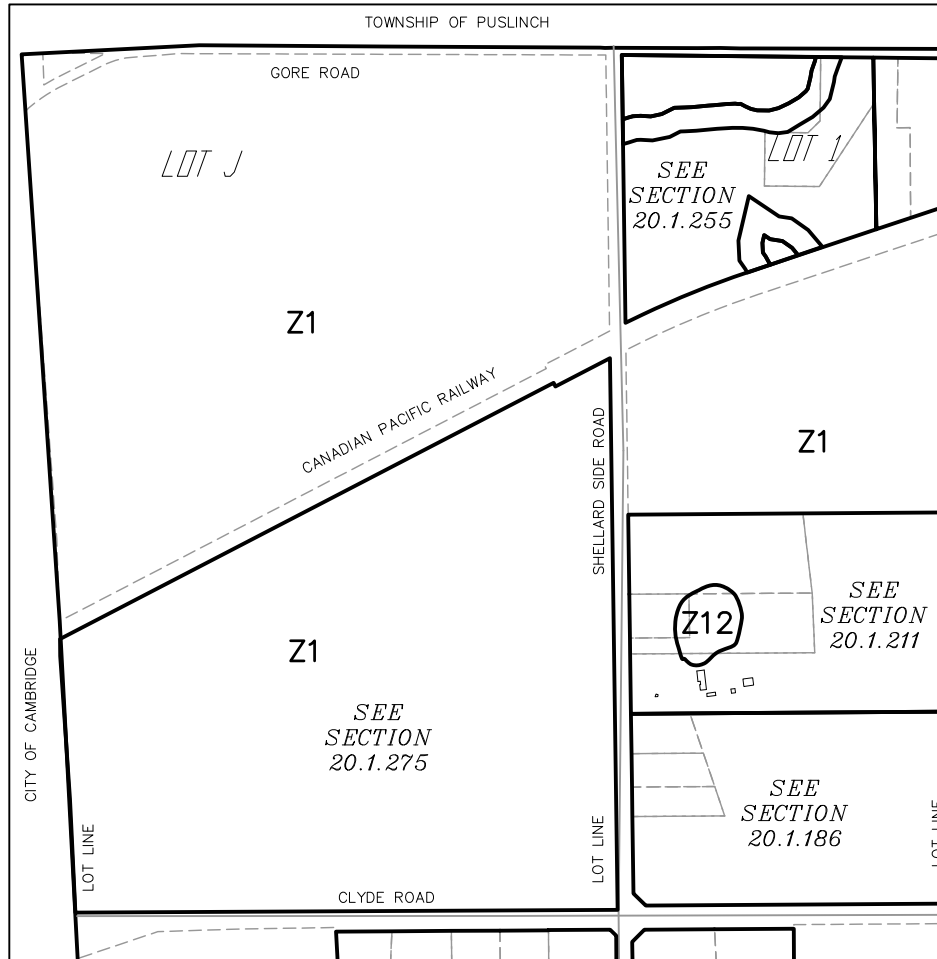 TOWNSHIP OF PUSLINCH
GORE ROAD
LOT J
LOT 1
SEE
SECTION
20.1.255
Z1
CANADIAN PACIFIC RAILWAY
SHELLARD SIDE ROAD
Z1
Z12
SEE
SECTION
20.1.211
Z1
CITY OF CAMBRIDGE
SEE
SECTION
20.1.275
SEE
SECTION
20.1.186
LOT LINE
LOT LINE
LOT LINE
CLYDE ROAD